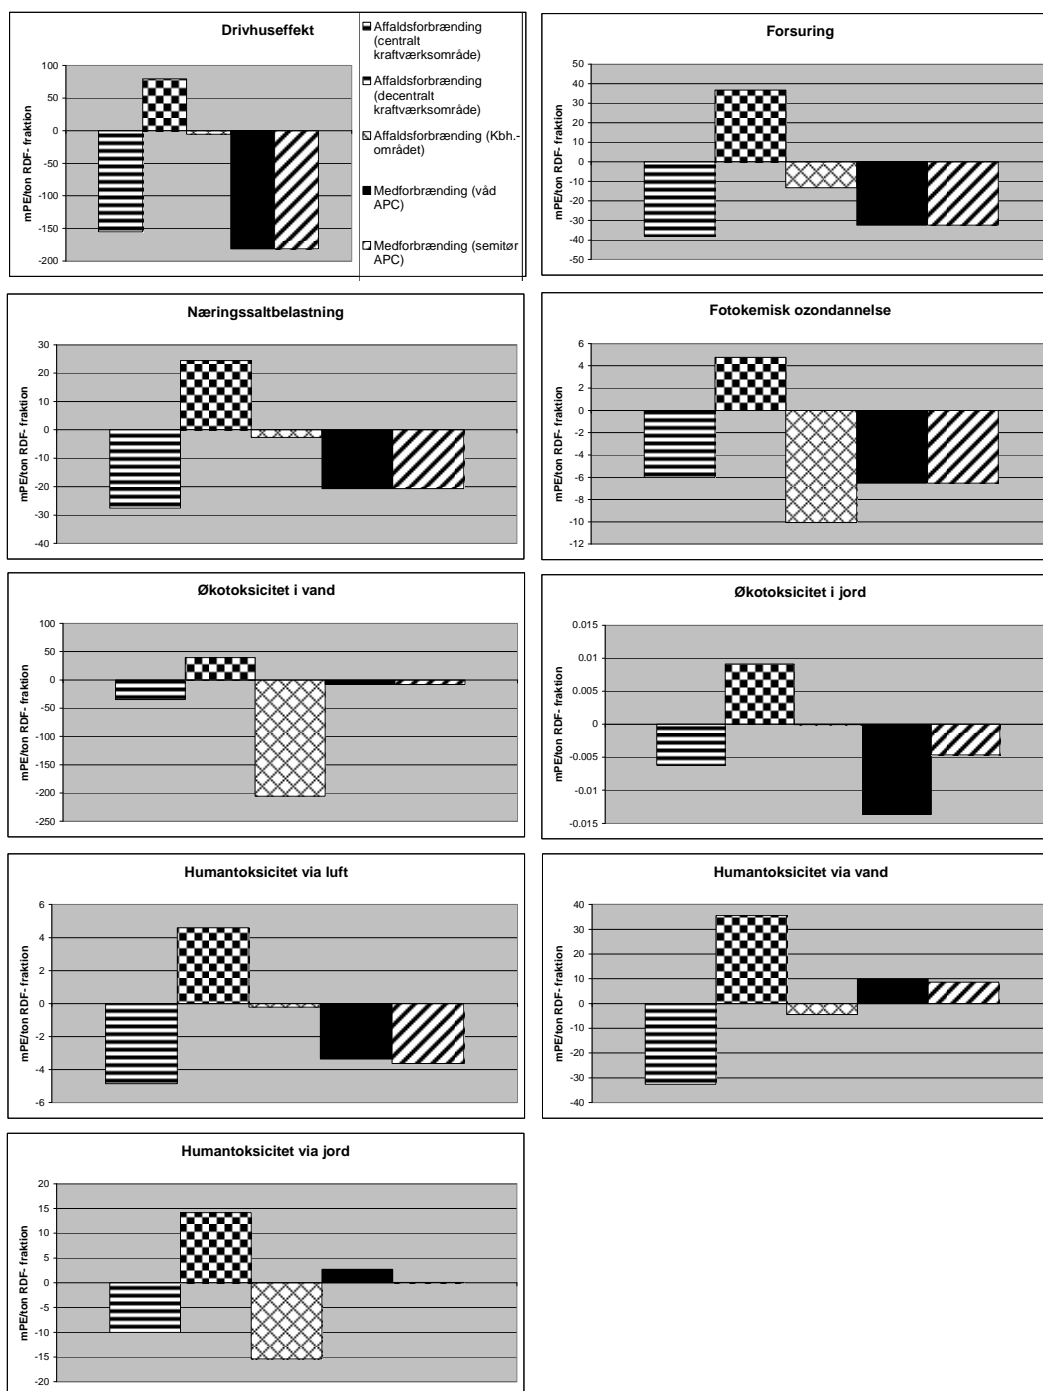 Drivhuseffekt
mPE/ton RDF- fraktion
100
50
0
-50
-100
-150
-200
Affaldsforbrænding
(centralt
kraftværksområde)
Affaldsforbrænding
(decentralt
kraftværksområde)
Affaldsforbrænding (Kbh.-
området)
Medforbrænding (våd
APC)
Medforbrænding (semitør
APC)
Forsuring
mPE/ton RDF- fraktion
50
40
30
20
10
0
-10
-20
-30
-40
-50
Næringssaltbelastning
mPE/ton RDF- fraktion
30
20
10
0
-10
-20
-30
-40
Fotokemisk ozondannelse
mPE/ton RDF- fraktion
6
4
2
0
-2
-4
-6
-8
-10
-12
Økotoksicitet i vand
mPE/ton RDF- fraktion
100
50
0
-50
-100
-150
-200
-250
Økotoksicitet i jord
mPE/ton RDF- fraktion
0.015
0.01
0.005
0
-0.005
-0.01
-0.015
Humantoksicitet via luft
mPE/ton RDF- fraktion
6
4
2
0
-2
-4
-6
Humantoksicitet via vand
mPE/ton RDF- fraktion
40
30
20
10
0
-10
-20
-30
-40
Humantoksicitet via jord
mPE/ton RDF- fraktion
20
15
10
5
0
-5
-10
-15
-20